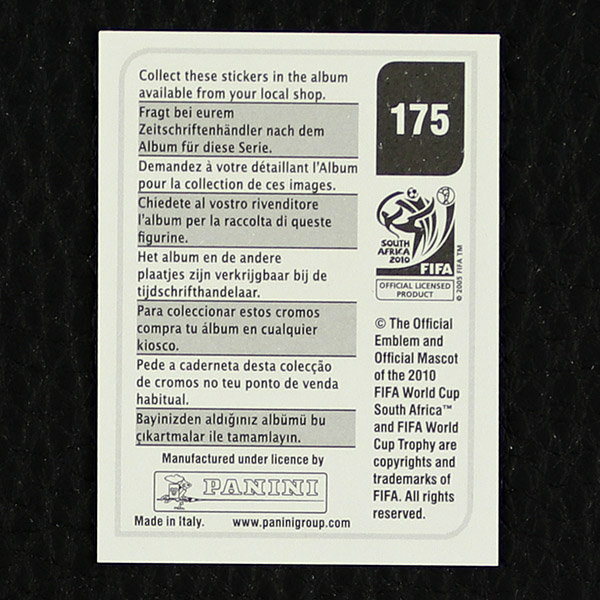 Collect these stickers in the album
available from your local shop.
Fragt bei eurem
Zeitschriftenhändler nach dem
Album für diese Serie.
Demandez à votre détaillant l'Album
pour la collection de ces images.
Chiedete al vostro rivenditore
l'album per la raccolta di queste
figurine.
Het album en de andere
plaatjes zijn verkrijgbaar bij de
tijdschrifthandelaar.
Para coleccionar estos cromos
compra tu álbum en cualquier
kiosco.
Pede a caderneta desta colecção
de cromos no teu ponto de venda
habitual.
Bayinizden aldığınız albümü bu
çıkartmalar ile tamamlayın.
Manufactured under licence by
PANINI
Made in Italy. www.paninigroup.com
175
SOUTH
AFRICA
2010
FIFA
OFFICIAL LICENSED
PRODUCT
© 2005 FIFA TM
© The Official
Emblem and
Official Mascot
of the 2010
FIFA World Cup
South Africa™
and FIFA World
Cup Trophy are
copyrights and
trademarks of
FIFA. All rights
reserved.